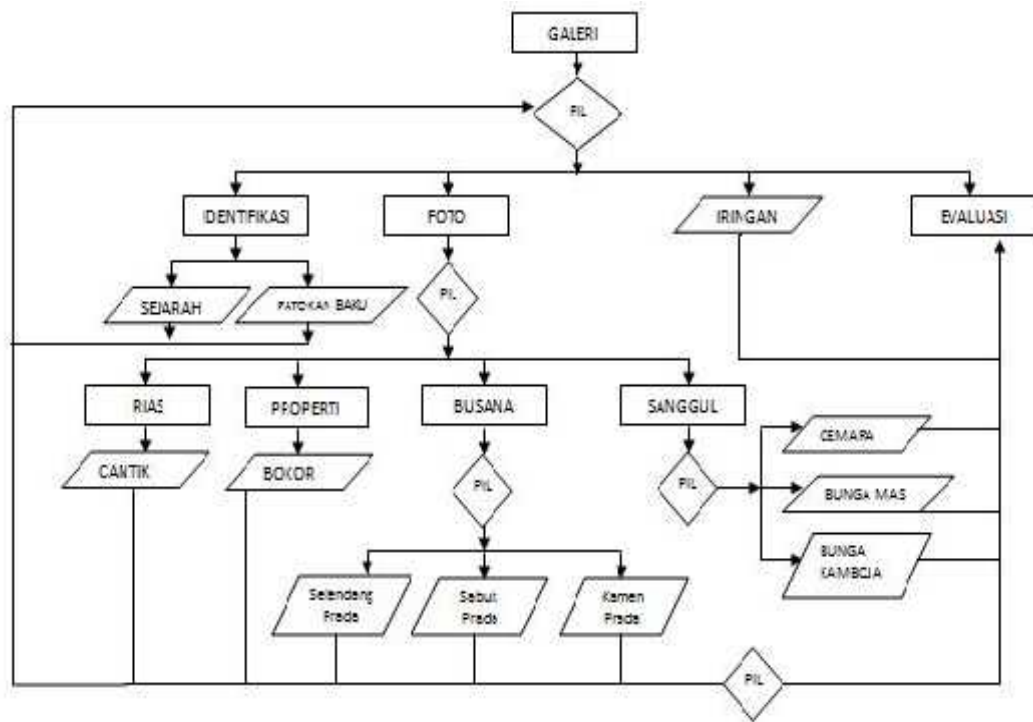 GALERI
PIL
IDENTIFIKASI
FOTO
IRINGAN
EVALUASI
SEJARAH
PATOKAN BAKU
PIL
RIAS
PROPERTI
BUSANA
SANGGUL
CANTIK
BOKOR
PIL
PIL
CEMARA
BUNGA MAS
BUNGA
KAMBOJA
Selendang
Prada
Sabuk
Prada
Kamen
Prada
PIL